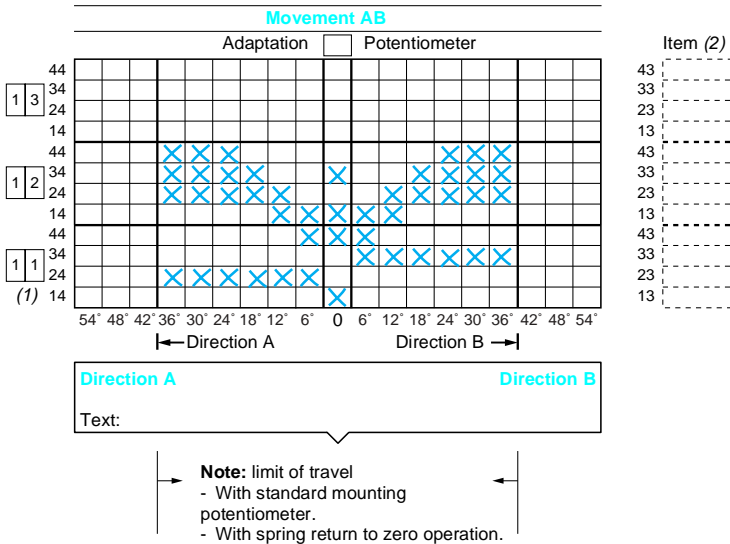 Movement AB
Adaptation Potentiometer Item (2)
44 43
1 3 34 33
24 23
14 13
44 43
1 2 34 33
24 23
14 13
44 43
1 1 34 33
24 23
(1) 14 13
54° 48° 42° 36° 30° 24° 18° 12° 6° 0 6° 12° 18° 24° 30° 36° 42° 48° 54°
Direction A Direction B
Direction A Direction B
Text:
Note: limit of travel
- With standard mounting
potentiometer.
- With spring return to zero operation.